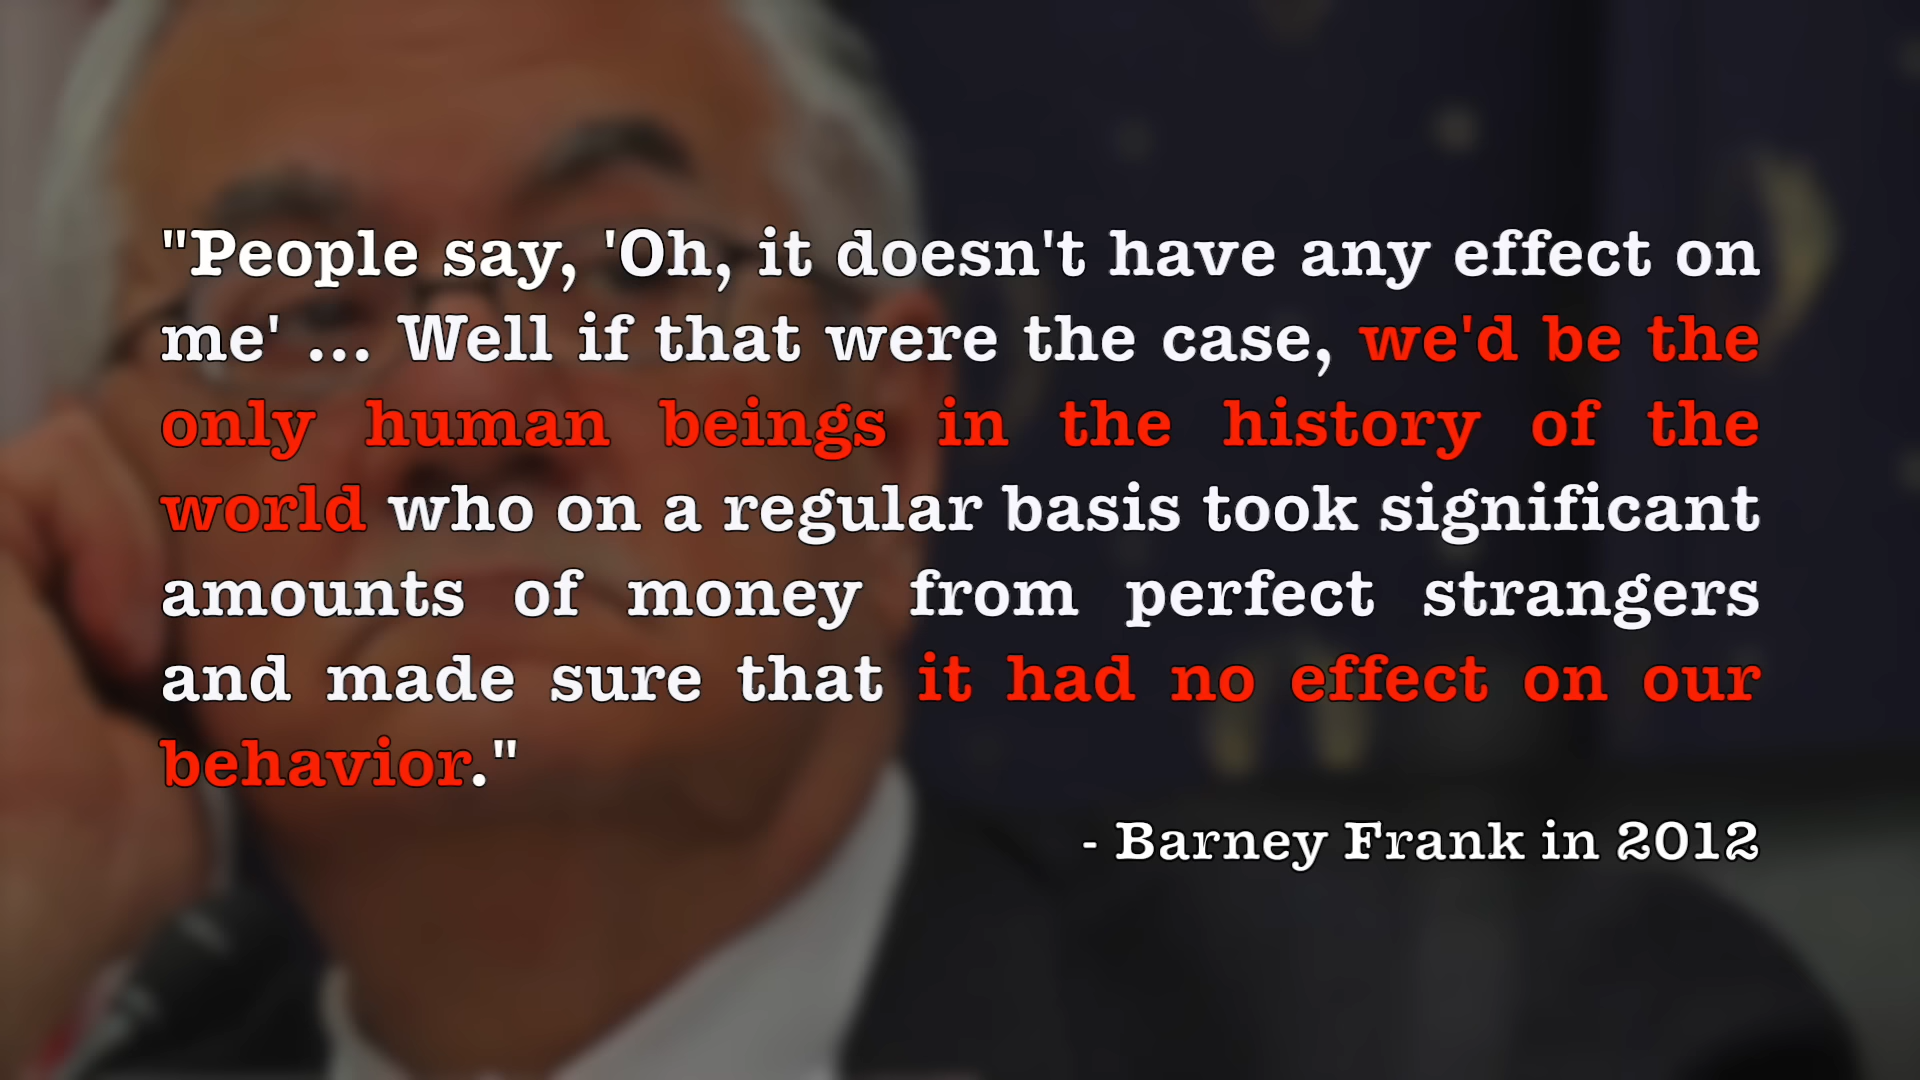 "People say, 'Oh, it doesn't have any effect on
me' ... Well if that were the case, we'd be the
only human beings in the history of the
world who on a regular basis took significant
amounts of money from perfect strangers
and made sure that it had no effect on our
behavior."
- Barney Frank in 2012